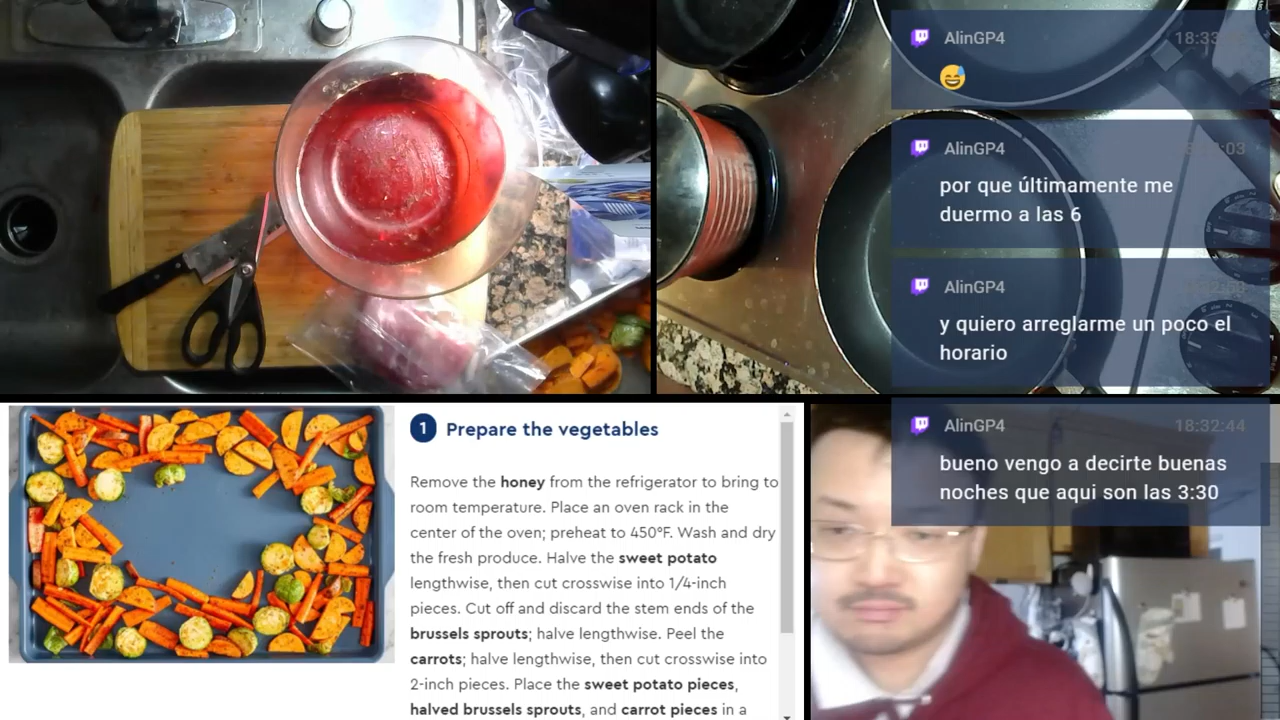 AlinGP4
AlinGP4
por que últimamente me
duermo a las 6
AlinGP4
y quiero arreglarme un poco el
horario
AlinGP4 18:32:44
bueno vengo a decirte buenas
noches que aqui son las 3:30
1 Prepare the vegetables
Remove the honey from the refrigerator to bring to
room temperature. Place an oven rack in the
center of the oven; preheat to 450°F. Wash and dry
the fresh produce. Halve the sweet potato
lengthwise, then cut crosswise into 1/4-inch
pieces. Cut off and discard the stem ends of the
brussels sprouts; halve lengthwise. Peel the
carrots; halve lengthwise, then cut crosswise into
2-inch pieces. Place the sweet potato pieces,
halved brussels sprouts, and carrot pieces in a